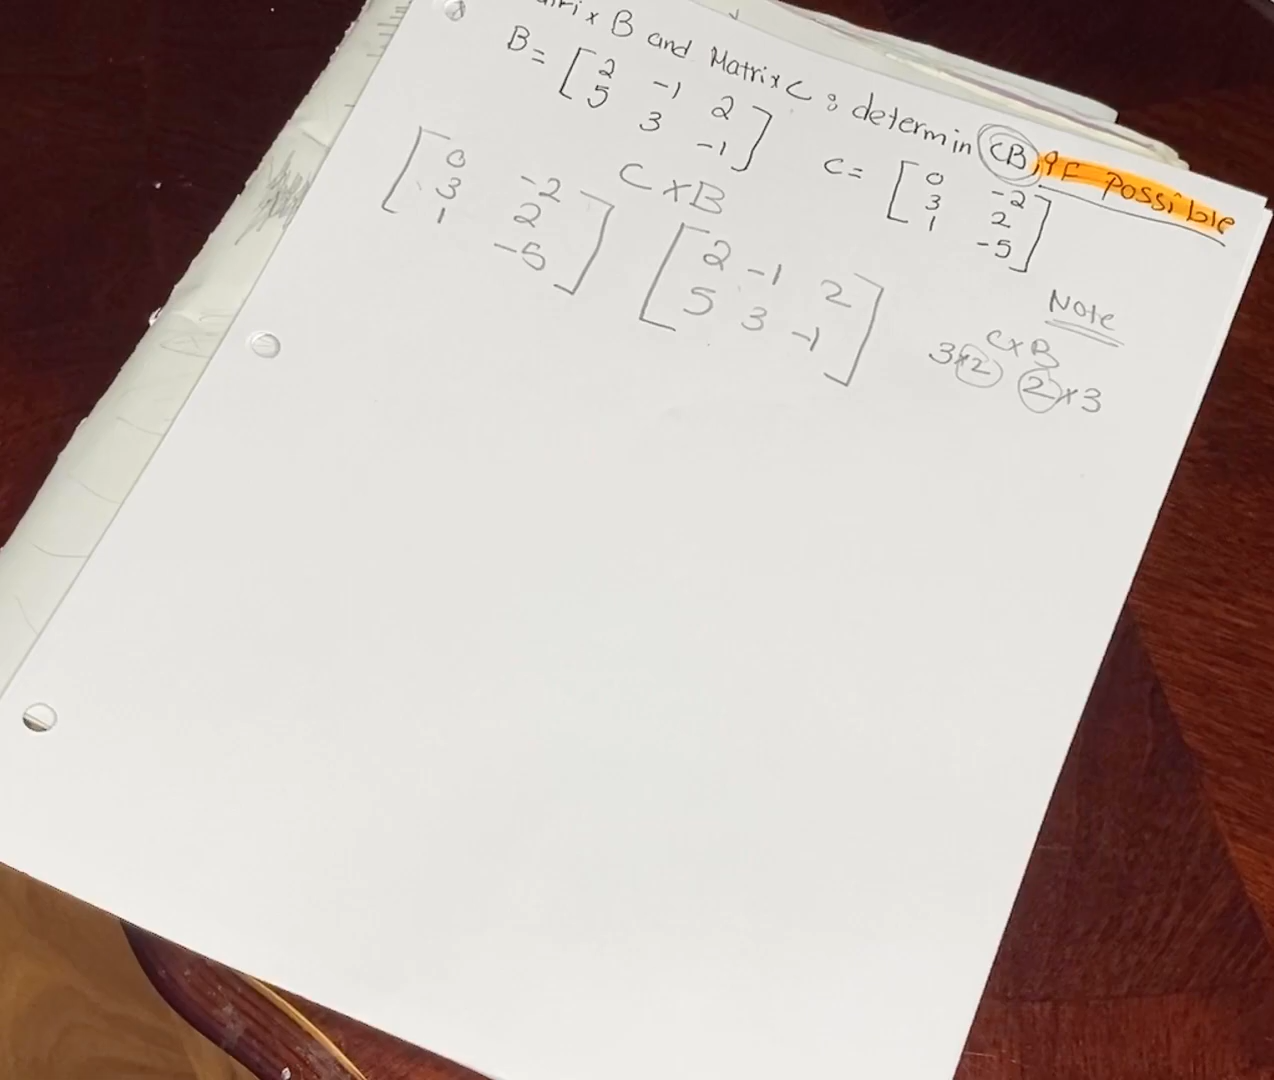 B and Matrix C : determin CB, if possible
B = [ 2 -1 2
5 3 -1 ]
C = [ 0 -2
3 2
1 -5 ]
C x B
[ 0 -2
3 2
1 -5 ]
[ 2 -1 2
5 3 -1 ]
Note
C x B
3x2 2x3